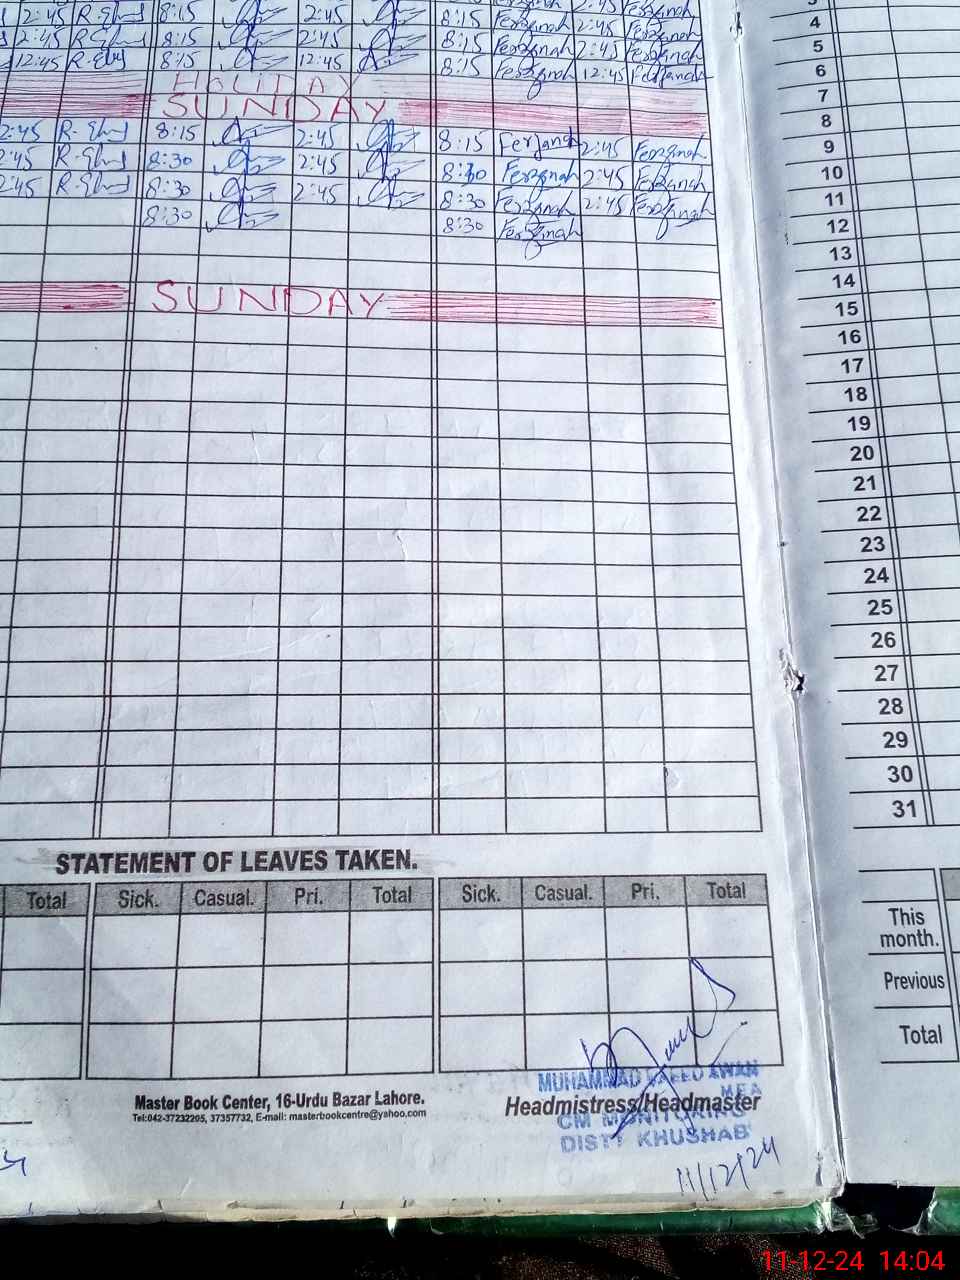 2:45 R-Ehs 8:15 2:45 8:15 Ferzanah 2:45 Ferzanah
2:45 R-Ehs 8:15 2:45 8:15 Ferzanah 2:45 Ferzanah 4
12:45 R-Ehs 8:15 12:45 8:15 Ferzanah 12:45 Ferzanah 5
6
HOLIDAY 7
SUNDAY 8
2:45 8:15 2:45 8:15 Ferzanah 2:45 Ferzanah 9
2:45 8:30 2:45 8:30 Ferzanah 2:45 Ferzanah 10
2:45 8:30 2:45 8:30 Ferzanah 2:45 Ferzanah 11
8:30 8:30 Ferzanah 12
13
14
SUNDAY 15
16
17
18
19
20
21
22
23
24
25
26
27
28
29
30
31
STATEMENT OF LEAVES TAKEN.
Total Sick. Casual. Pri. Total Sick. Casual. Pri. Total
This month.
Previous
Total
MUHAMMAD SAEED AWAN
MEA
Master Book Center, 16-Urdu Bazar Lahore. Headmistress/Headmaster
Tel:042-37232205, 37357732, E-mail: masterbookcentre@yahoo,com
CM MONITORING
DISTT KHUSHAB
11/12/24
11-12-24 14:04